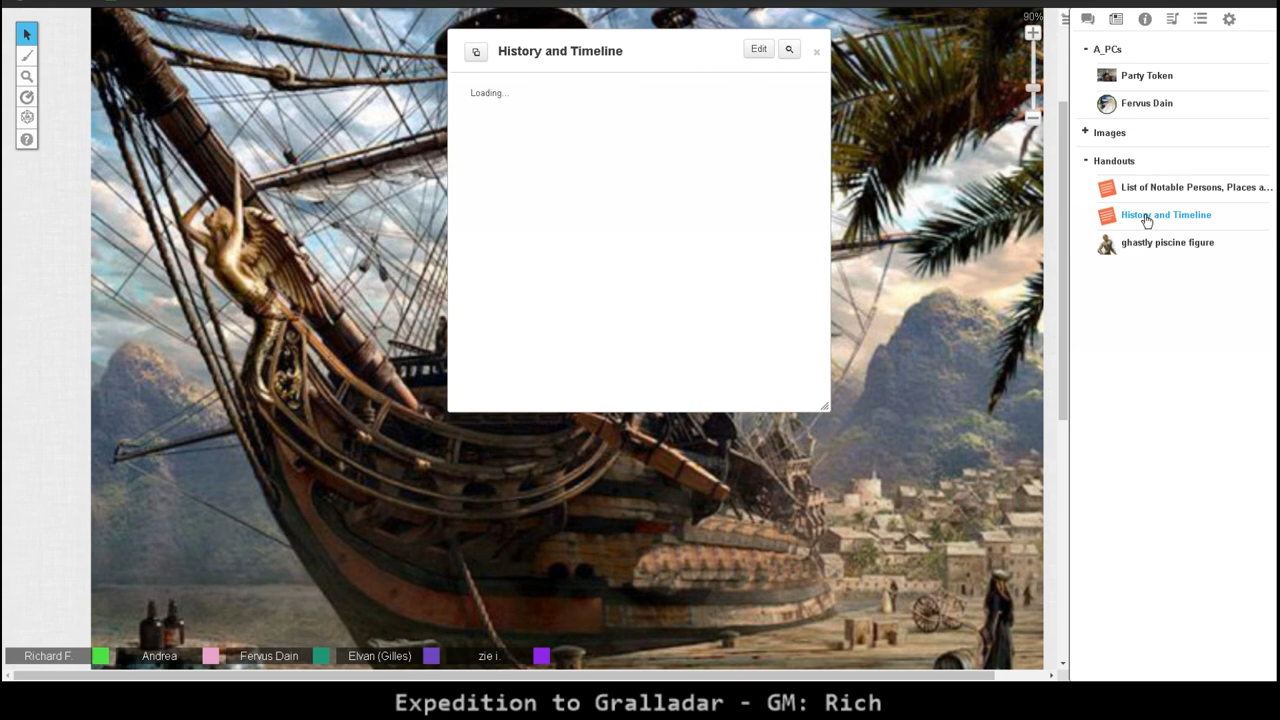 90%
History and Timeline
Edit
Loading...
A_PCs
Party Token
Fervus Dain
Images
Handouts
List of Notable Persons, Places a...
History and Timeline
ghastly piscine figure
Richard F.
Andrea
Fervus Dain
Elvan (Gilles)
zie i.
Expedition to Gralladar - GM: Rich